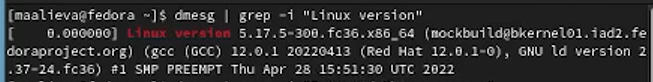 [maalieva@fedora ~]$ dmesg | grep -i "Linux version"
[    0.000000] Linux version 5.17.5-300.fc36.x86_64 (mockbuild@bkernel01.iad2.fe
doraproject.org) (gcc (GCC) 12.0.1 20220413 (Red Hat 12.0.1-0), GNU ld version 2
.37-24.fc36) #1 SMP PREEMPT Thu Apr 28 15:51:30 UTC 2022